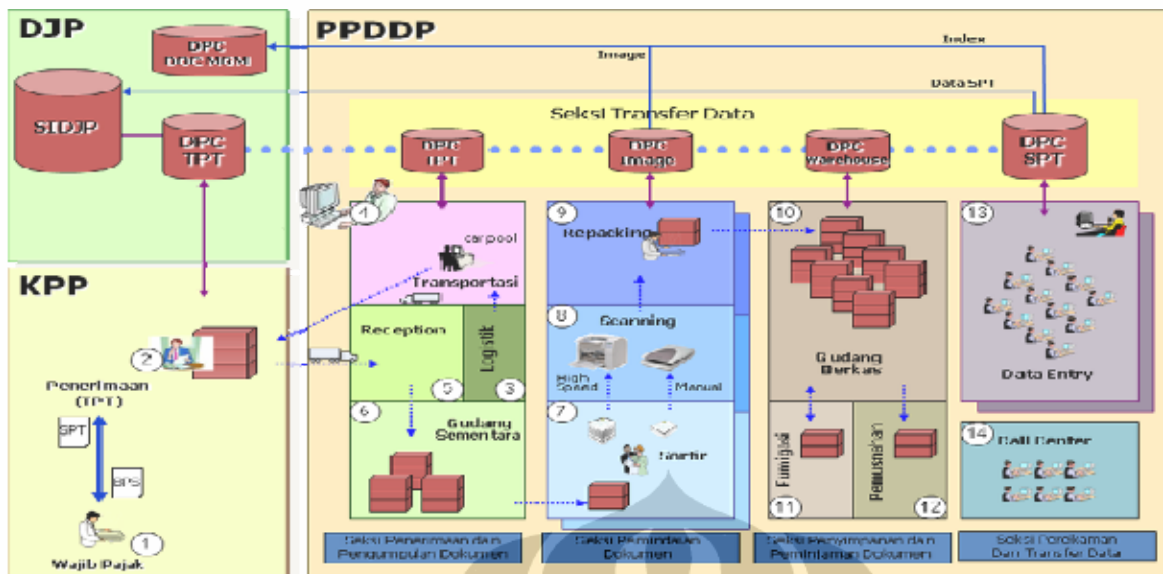 DJP
PPDDP
DPC
DOC MGMT
Image
Index
Data SPT
SIDJP
DPC
TPT
Seksi Transfer Data
DPC
TPT
DPC
Image
DPC
Warehouse
DPC
SPT
KPP
4
carpool
Transportasi
9
Repacking
10
13
2
Penerimaan
(TPT)
SPT
BPS
1
Wajib Pajak
Reception
Logistik
5
3
8
Scanning
High
Speed
Manual
Gudang
Berkas
Data Entry
6
Gudang
Sementara
7
Sortir
Fumigasi
11
Pemusnahan
12
14
Call Center
Seksi Penerimaan dan
Pengumpulan Dokumen
Seksi Pemindaian
Dokumen
Seksi Penyimpanan dan
Peminjaman Dokumen
Seksi Perekaman
Dan Transfer Data